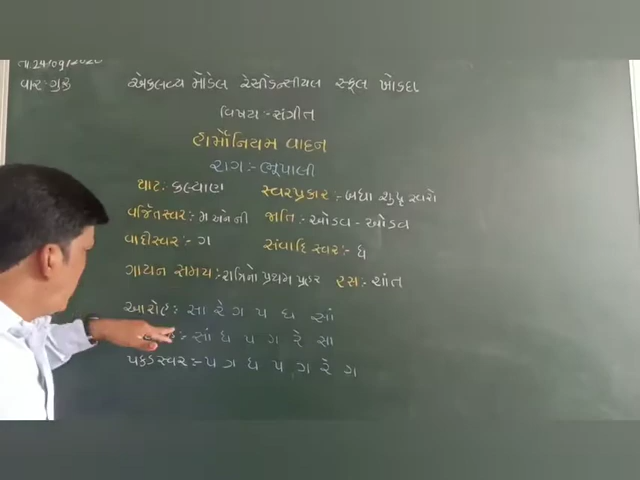 તા.24/09/2020
વાર:-ગુરુ
એકલવ્ય મોડેલ રેસીડેન્સીયલ સ્કૂલ ખોડદા
વિષય:-સંગીત
હાર્મોનિયમ વાદન
રાગ:-ભૂપાલી
થાટ: કલ્યાણ સ્વરપ્રકાર:- બધા શુદ્ધ સ્વરો
વર્જિતસ્વર: મ અને ની જાતિ:- ઓડવ - ઓડવ
વાદીસ્વર:- ગ સંવાદિ સ્વર:- ધ
ગાયન સમય:-રાત્રિનો પ્રથમ પ્રહર રસ:- શાંત
આરોહ: સા રે ગ પ ધ સાં
:- સાં ધ પ ગ રે સા
પકડસ્વર:- પ ગ ધ પ, ગ રે ગ